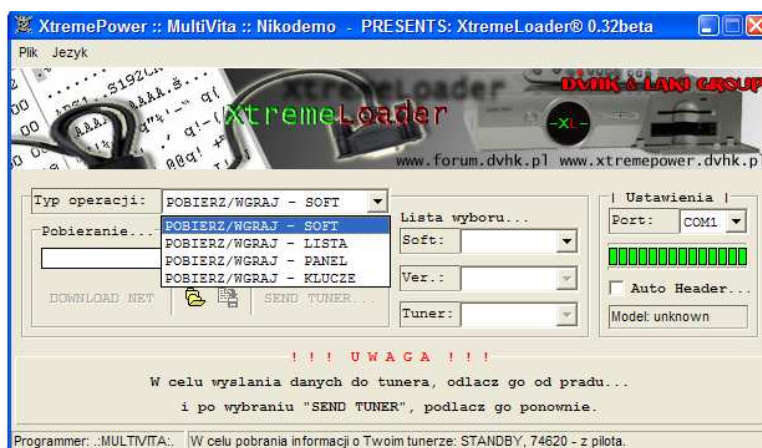 XtremePower :: MultiVita :: Nikodemo - PRESENTS: XtremeLoader® 0.32beta
Plik Jezyk
XtremeLoader
DVHK & LAKI GROUP
XtremeLoader
-XL-
www.forum.dvhk.pl www.xtremepower.dvhk.pl
Typ operacji: POBIERZ/WGRAJ - SOFT
POBIERZ/WGRAJ - SOFT
POBIERZ/WGRAJ - LISTA
POBIERZ/WGRAJ - PANEL
POBIERZ/WGRAJ - KLUCZE
Pobieranie...
DOWNLOAD NET
SEND TUNER...
Lista wyboru...
Soft:
Ver.:
Tuner:
| Ustawienia |
Port: COM1
Auto Header...
Model: unknown
! ! ! U W A G A ! ! !
W celu wyslania danych do tunera, odlacz go od pradu...
i po wybraniu "SEND TUNER", podlacz go ponownie.
Programmer: .:MULTIVITA:. W celu pobrania informacji o Twoim tunerze: STANDBY, 74620 - z pilota.